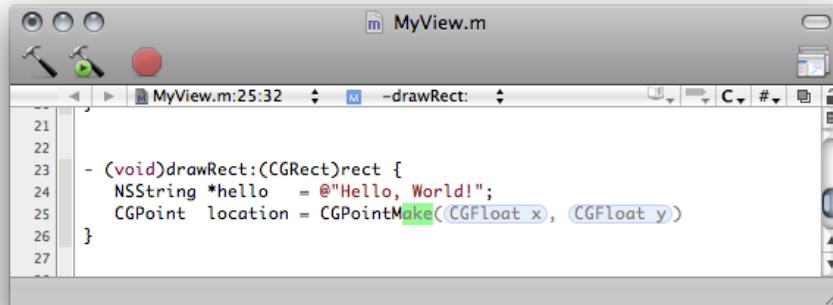 MyView.m
MyView.m:25:32 M -drawRect: C #
21
22
23 - (void)drawRect:(CGRect)rect {
24 NSString *hello = @"Hello, World!";
25 CGPoint location = CGPointMake(CGFloat x, CGFloat y)
26 }
27